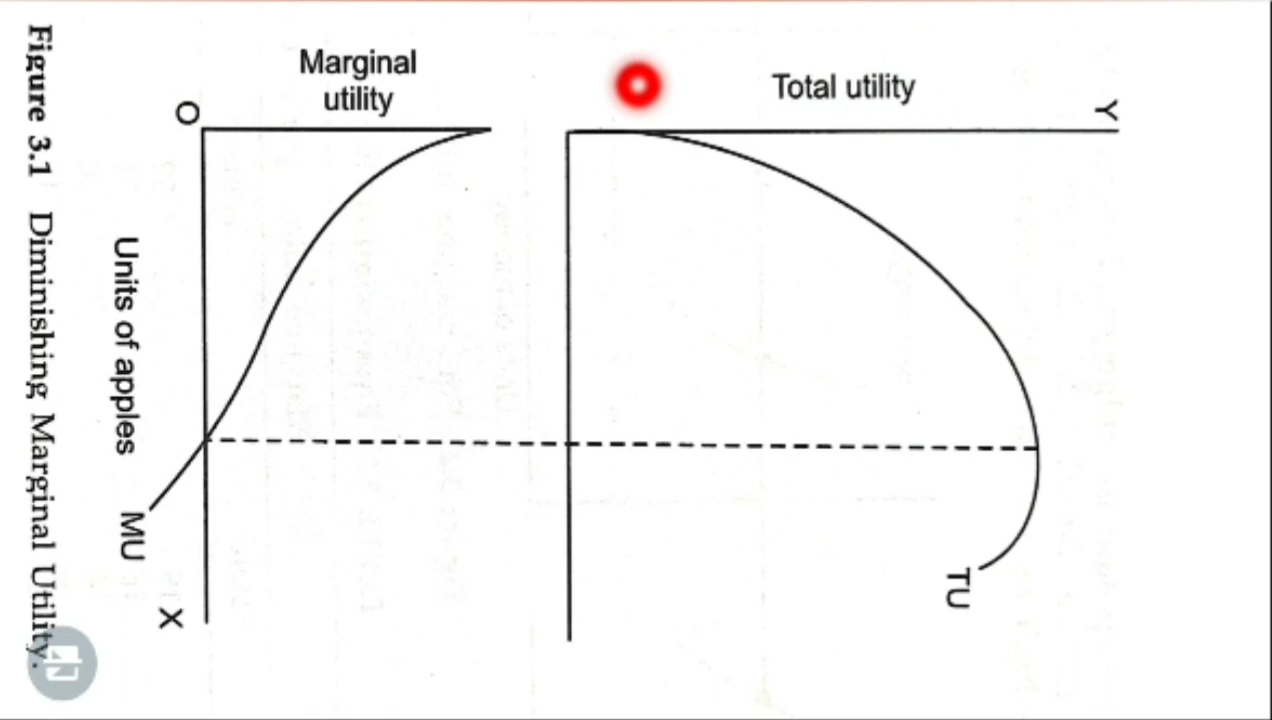 Y
Total utility
TU
Marginal
utility
O
Units of apples
MU
X
Figure 3.1 Diminishing Marginal Utility.